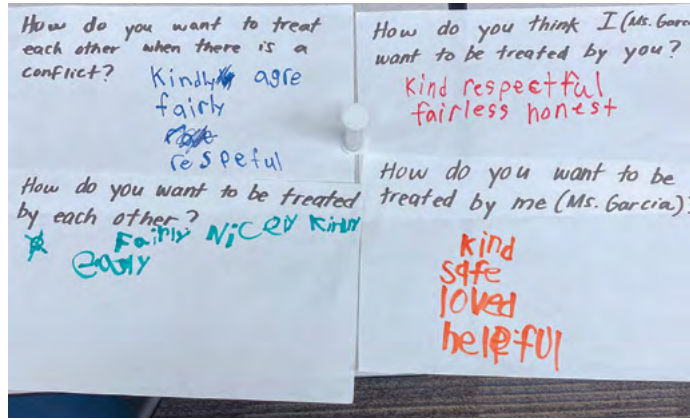 How do you want to treat
each other when there is a
conflict?
Kindly agre
fairly
respeful
How do you think I (Ms. Garci
want to be treated by you?
Kind respectful
fairless honest
How do you want to be treated
by each other?
Fairly Nicely Kindly
How do you want to be
treated by me (Ms. Garcia)?
Kind
safe
loved
helpful